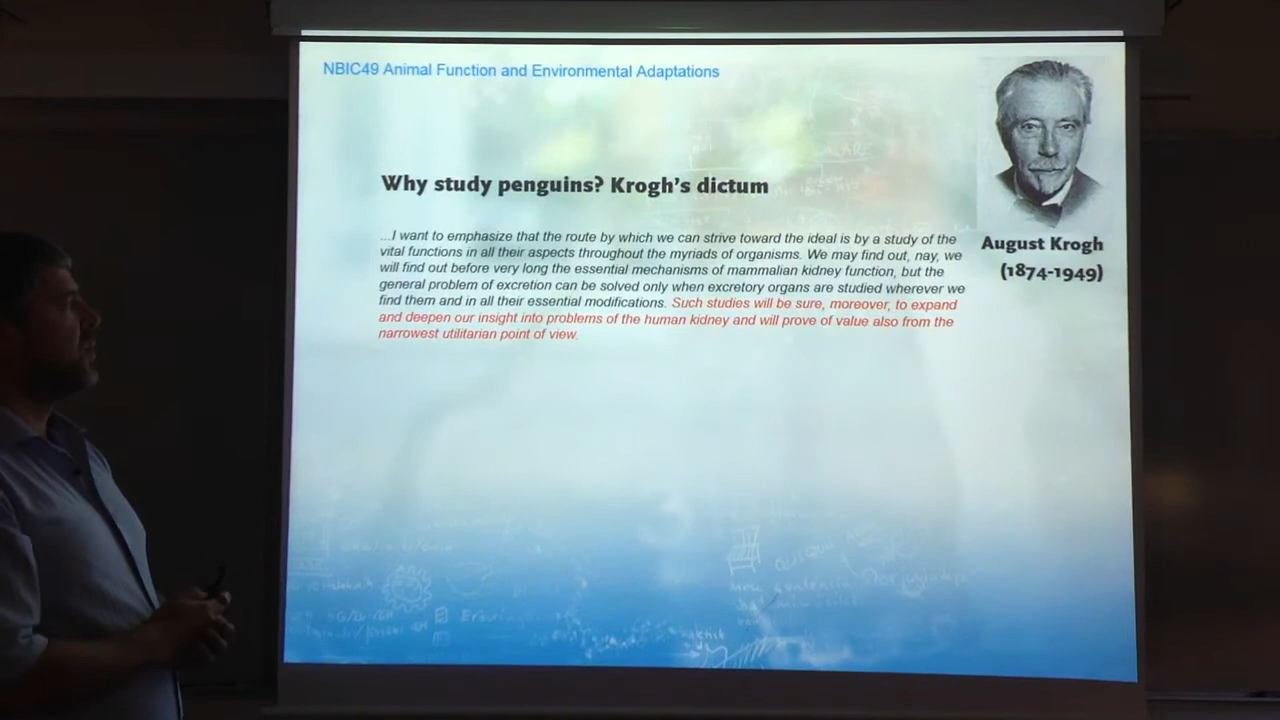 NBIC49 Animal Function and Environmental Adaptations
Why study penguins? Krogh's dictum
...I want to emphasize that the route by which we can strive toward the ideal is by a study of the
vital functions in all their aspects throughout the myriads of organisms. We may find out, nay, we
will find out before very long the essential mechanisms of mammalian kidney function, but the
general problem of excretion can be solved only when excretory organs are studied wherever we
find them and in all their essential modifications. Such studies will be sure, moreover, to expand
and deepen our insight into problems of the human kidney and will prove of value also from the
narrowest utilitarian point of view.
August Krogh
(1874-1949)